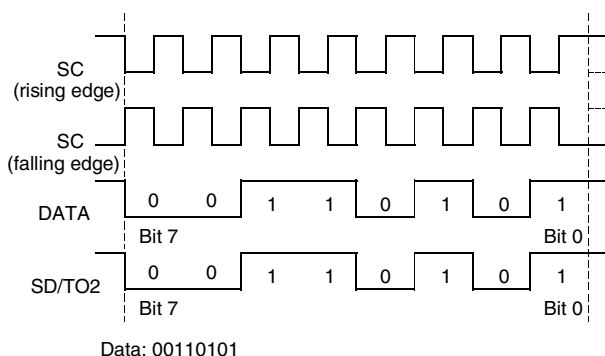 SC
(rising edge)
SC
(falling edge)
DATA
0 0 1 1 0 1 0 1
Bit 7 Bit 0
SD/TO2
0 0 1 1 0 1 0 1
Bit 7 Bit 0
Data: 00110101